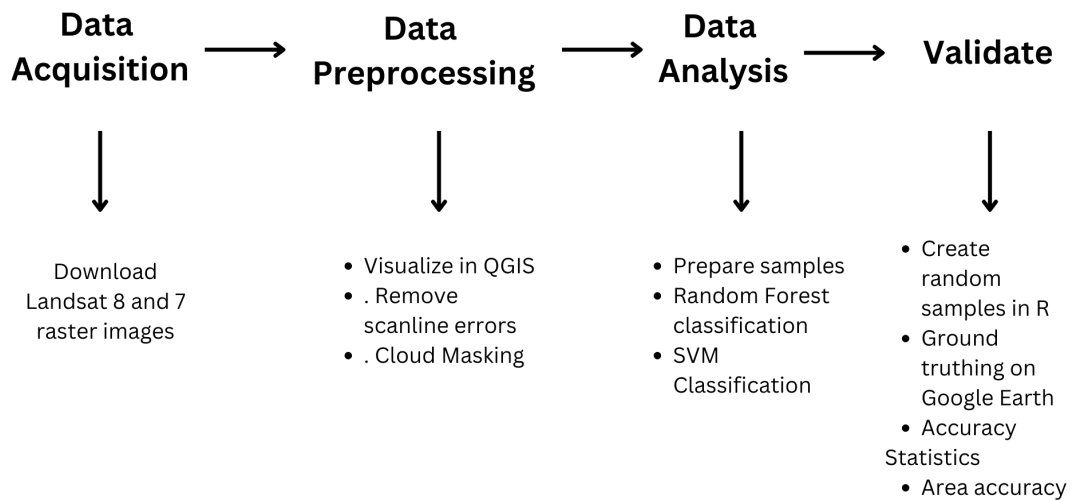 Data
Acquisition
Data
Preprocessing
Data
Analysis
Validate
Download
Landsat 8 and 7
raster images
• Visualize in QGIS
• . Remove
scanline errors
• . Cloud Masking
• Prepare samples
• Random Forest
classification
• SVM
Classification
• Create
random
samples in R
• Ground
truthing on
Google Earth
• Accuracy
Statistics
• Area accuracy